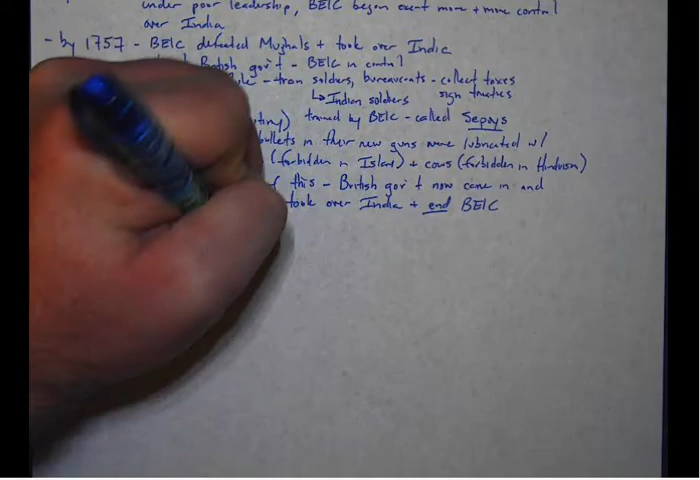 under poor leadership, BEIC began exert more + more control
over India
- by 1757 - BEIC defeated Mughals + took over India
British gov't - BEIC in control
- train soldiers, - collect taxes
↳ Indian soldiers sign treaties
trained by BEIC - called Sepoys
bullets in their new guns were lubricated w/
(forbidden in Islam) + cows (forbidden in Hinduism)
this - British gov't now come in and
took over India + end BEIC